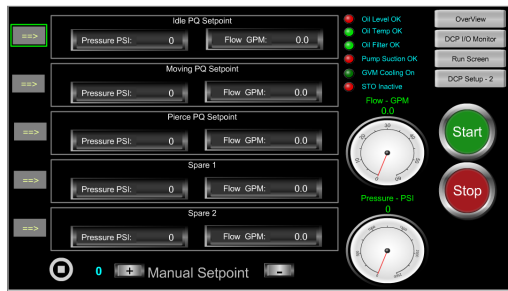 Idle PQ Setpoint
==>
Pressure PSI: 0
Flow GPM: 0.0
Moving PQ Setpoint
==>
Pressure PSI: 0
Flow GPM: 0.0
Pierce PQ Setpoint
==>
Pressure PSI: 0
Flow GPM: 0.0
Spare 1
==>
Pressure PSI: 0
Flow GPM: 0.0
Spare 2
==>
Pressure PSI: 0
Flow GPM: 0.0
0
+
Manual Setpoint
-
Oil Level OK
Oil Temp OK
Oil Filter OK
Pump Suction OK
GVM Cooling On
STO Inactive
Flow - GPM
0.0
30
Pressure - PSI
0
OverView
DCP I/O Monitor
Run Screen
DCP Setup - 2
Start
Stop